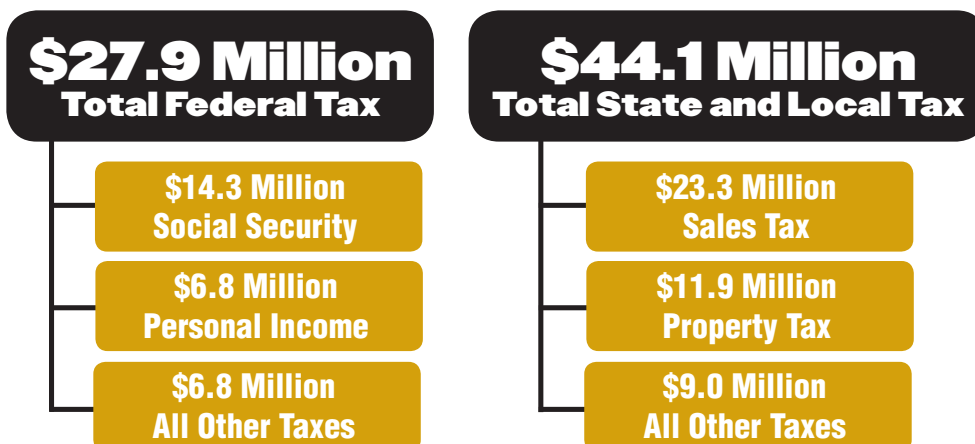 $27.9 Million
Total Federal Tax
$14.3 Million
Social Security
$6.8 Million
Personal Income
$6.8 Million
All Other Taxes
$44.1 Million
Total State and Local Tax
$23.3 Million
Sales Tax
$11.9 Million
Property Tax
$9.0 Million
All Other Taxes